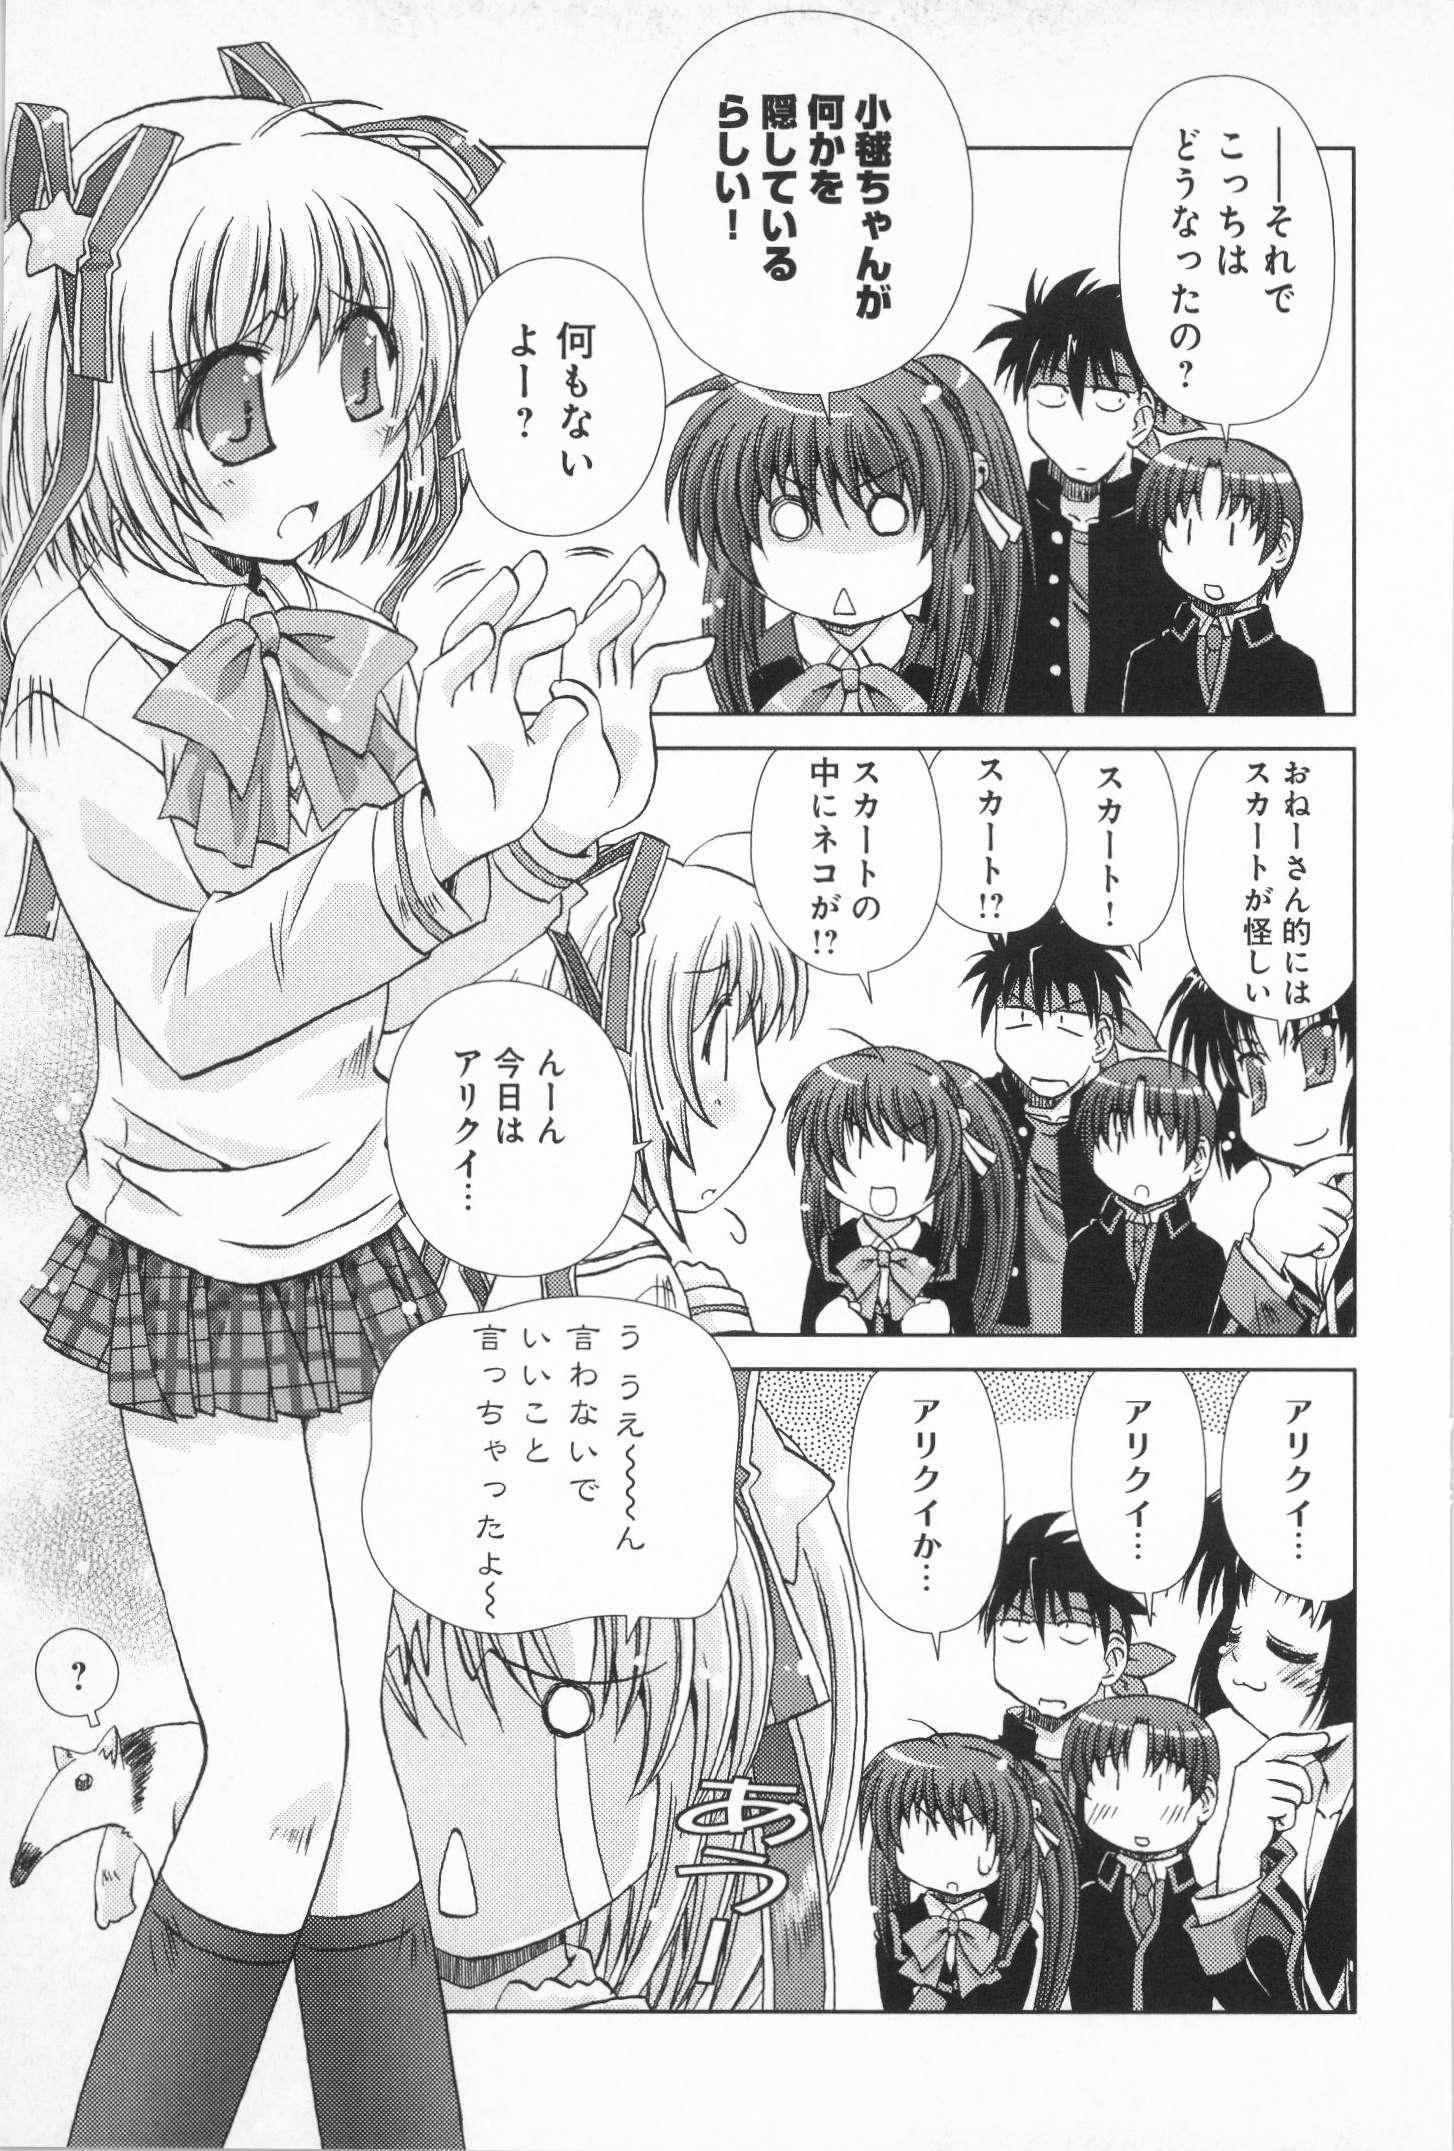 ――それで
こっちは
どうなったの？
小毬ちゃんが
何かを
隠している
らしい！
何もない
よー？
おねーさん的には
スカートが怪しい
スカート！
スカート!?
スカートの
中にネコが!?
んーん
今日は
アリクイ…
アリクイ…
アリクイ…
アリクイか…
う うえ～～～ん
言わないで
いいこと
言っちゃったよ～
あうー
？